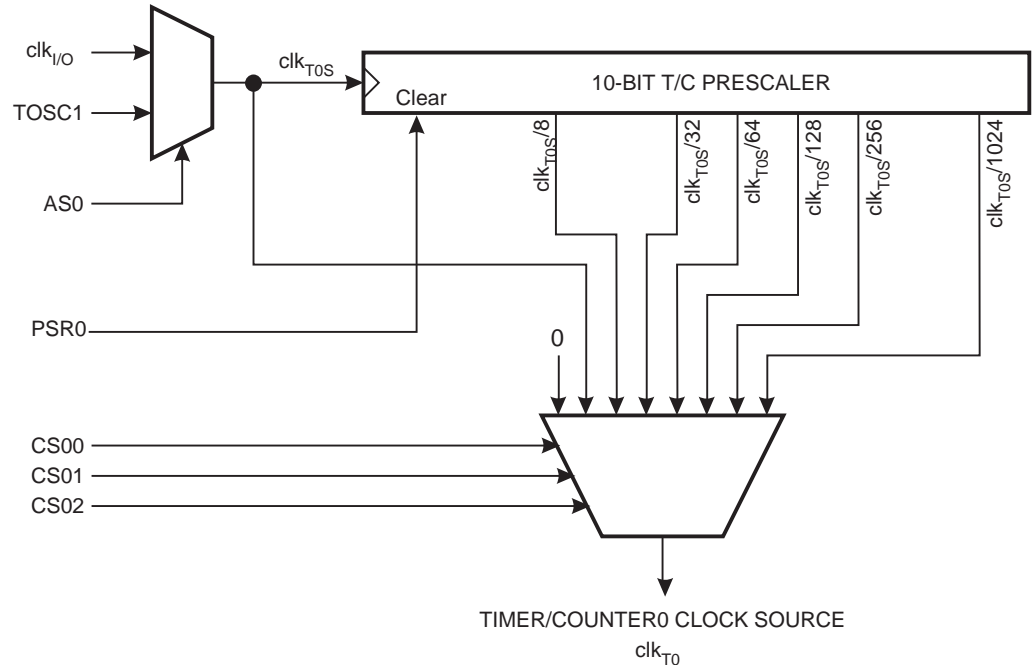 clkI/O
clkT0S
10-BIT T/C PRESCALER
TOSC1
Clear
clkT0S/8
clkT0S/32
clkT0S/64
clkT0S/128
clkT0S/256
clkT0S/1024
AS0
PSR0
0
CS00
CS01
CS02
TIMER/COUNTER0 CLOCK SOURCE
clkT0